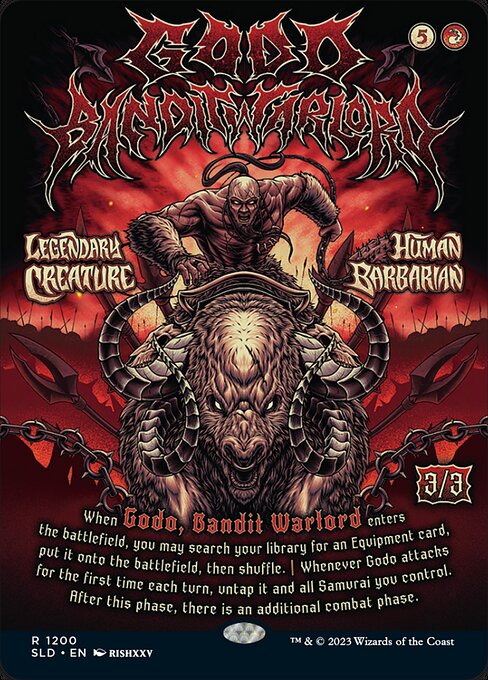 GODO 5
BANDIT WARLORD
LEGENDARY HUMAN
CREATURE BARBARIAN
3/3
When Godo, Bandit Warlord enters
the battlefield, you may search your library for an Equipment card,
put it onto the battlefield, then shuffle. | Whenever Godo attacks
for the first time each turn, untap it and all Samurai you control.
After this phase, there is an additional combat phase.
R 1200 ™ & © 2023 Wizards of the Coast
SLD • EN RISHXXV